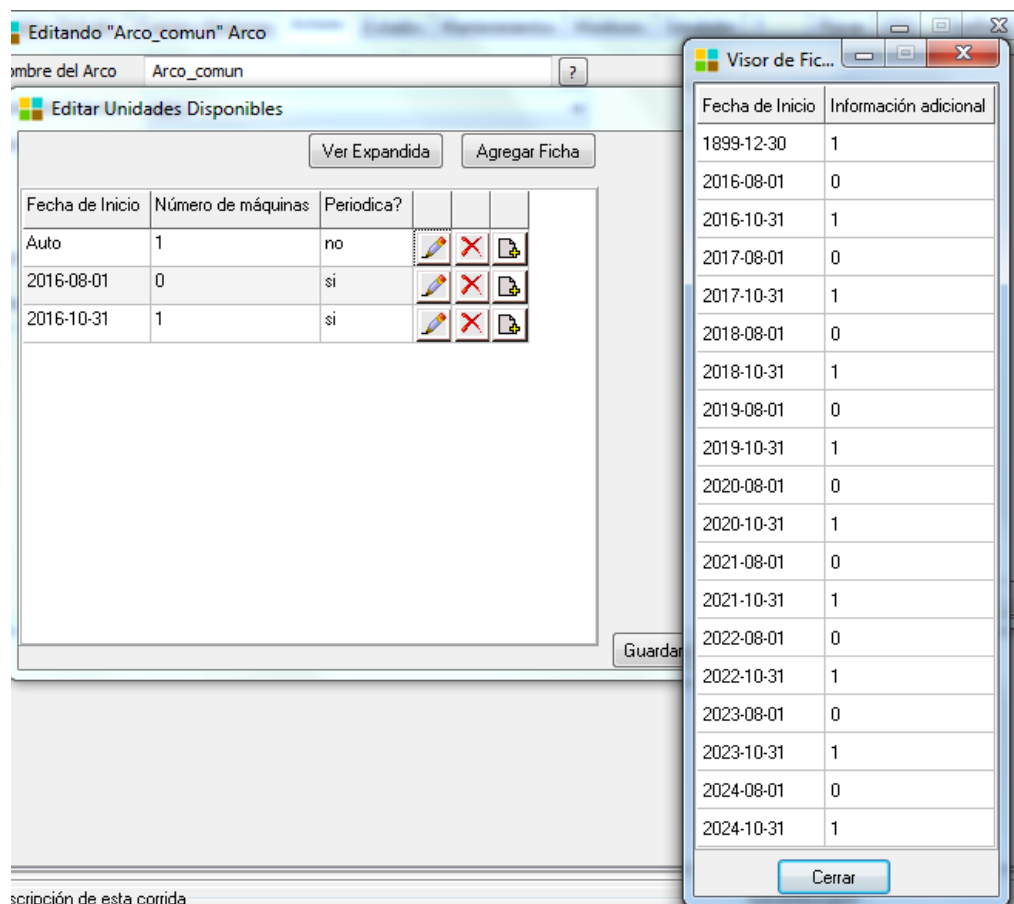 Editando "Arco_comun" Arco
ombre del Arco Arco_comun ?
Editar Unidades Disponibles
Ver Expandida Agregar Ficha
Fecha de Inicio Número de máquinas Periodica?
Auto 1 no
2016-08-01 0 si
2016-10-31 1 si
Guardar
scripción de esta corrida
Visor de Fic...
Fecha de Inicio Información adicional
1899-12-30 1
2016-08-01 0
2016-10-31 1
2017-08-01 0
2017-10-31 1
2018-08-01 0
2018-10-31 1
2019-08-01 0
2019-10-31 1
2020-08-01 0
2020-10-31 1
2021-08-01 0
2021-10-31 1
2022-08-01 0
2022-10-31 1
2023-08-01 0
2023-10-31 1
2024-08-01 0
2024-10-31 1
Cerrar